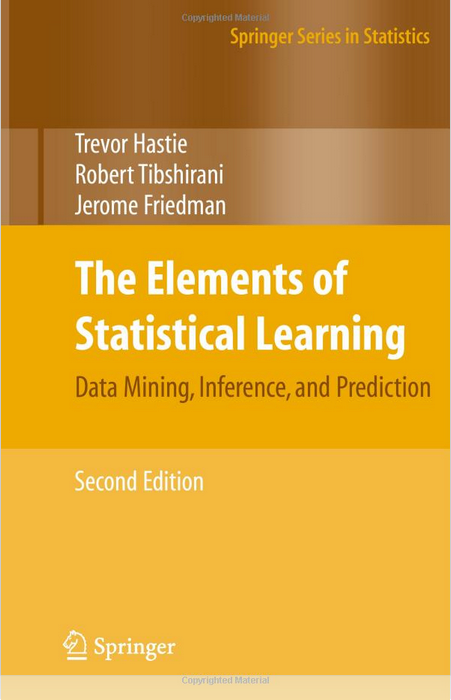 Copyrighted Material
Springer Series in Statistics
Trevor Hastie
Robert Tibshirani
Jerome Friedman
The Elements of
Statistical Learning
Data Mining, Inference, and Prediction
Second Edition
Springer
Copyrighted Material